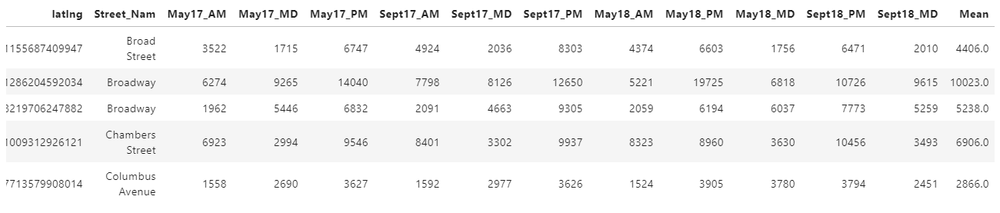 latlng Street_Nam May17_AM May17_MD May17_PM Sept17_AM Sept17_MD Sept17_PM May18_AM May18_PM May18_MD Sept18_PM Sept18_MD Mean
1155687409947 Broad Street 3522 1715 6747 4924 2036 8303 4374 6603 1756 6471 2010 4406.0
1286204592034 Broadway 6274 9265 14040 7798 8126 12650 5221 19725 6818 10726 9615 10023.0
3219706247882 Broadway 1962 5446 6832 2091 4663 9305 2059 6194 6037 7773 5259 5238.0
1009312926121 Chambers Street 6923 2994 9546 8401 3302 9937 8323 8960 3630 10456 3493 6906.0
7713579908014 Columbus Avenue 1558 2690 3627 1592 2977 3626 1524 3905 3780 3794 2451 2866.0